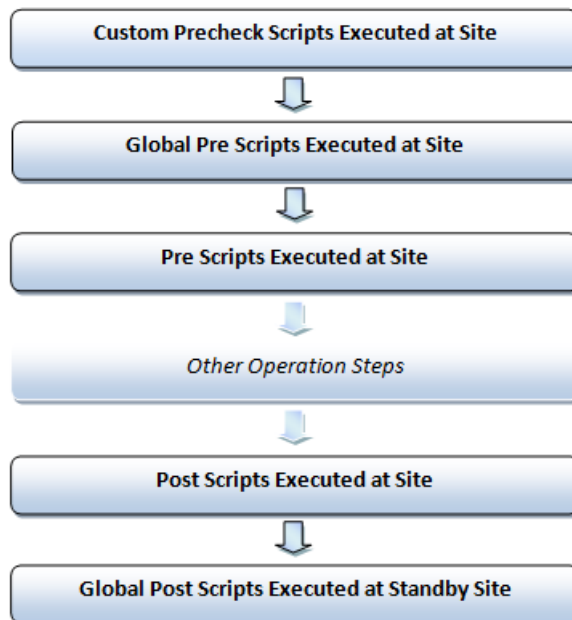 Custom Precheck Scripts Executed at Site
Global Pre Scripts Executed at Site
Pre Scripts Executed at Site
Other Operation Steps
Post Scripts Executed at Site
Global Post Scripts Executed at Standby Site